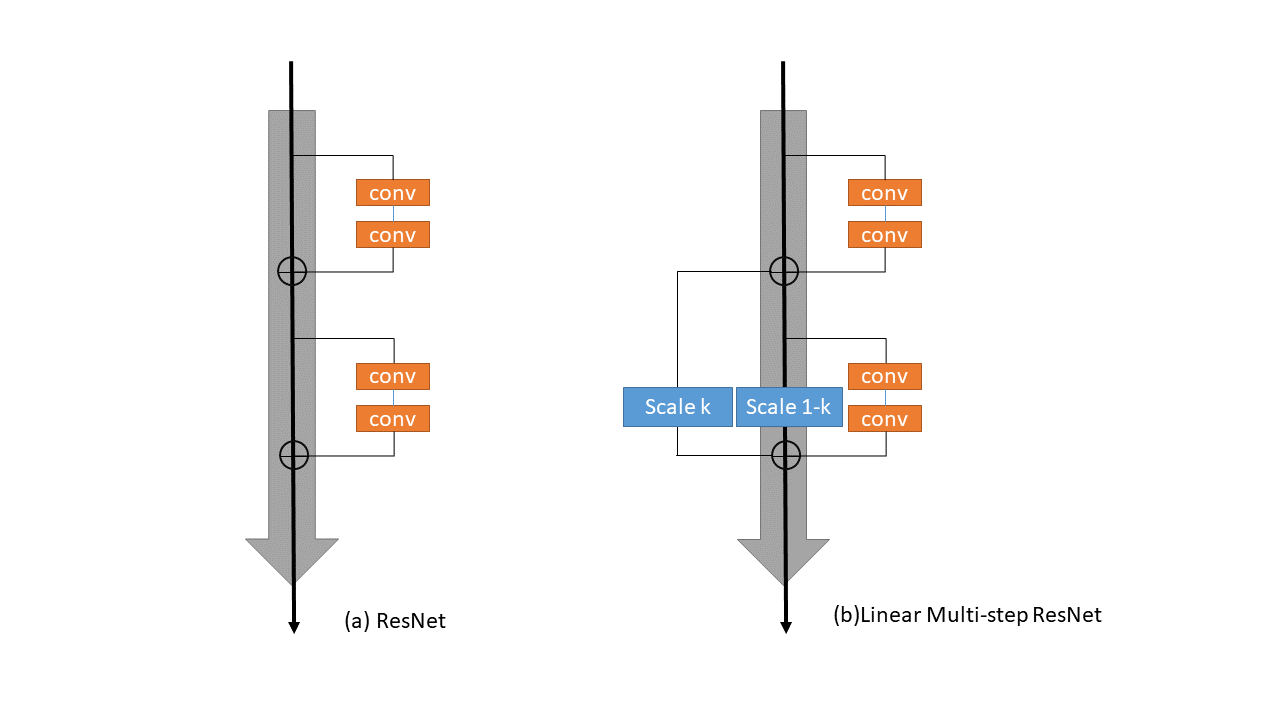 conv
conv
conv
conv
(a) ResNet
conv
conv
conv
Scale k
Scale 1-k
conv
(b)Linear Multi-step ResNet